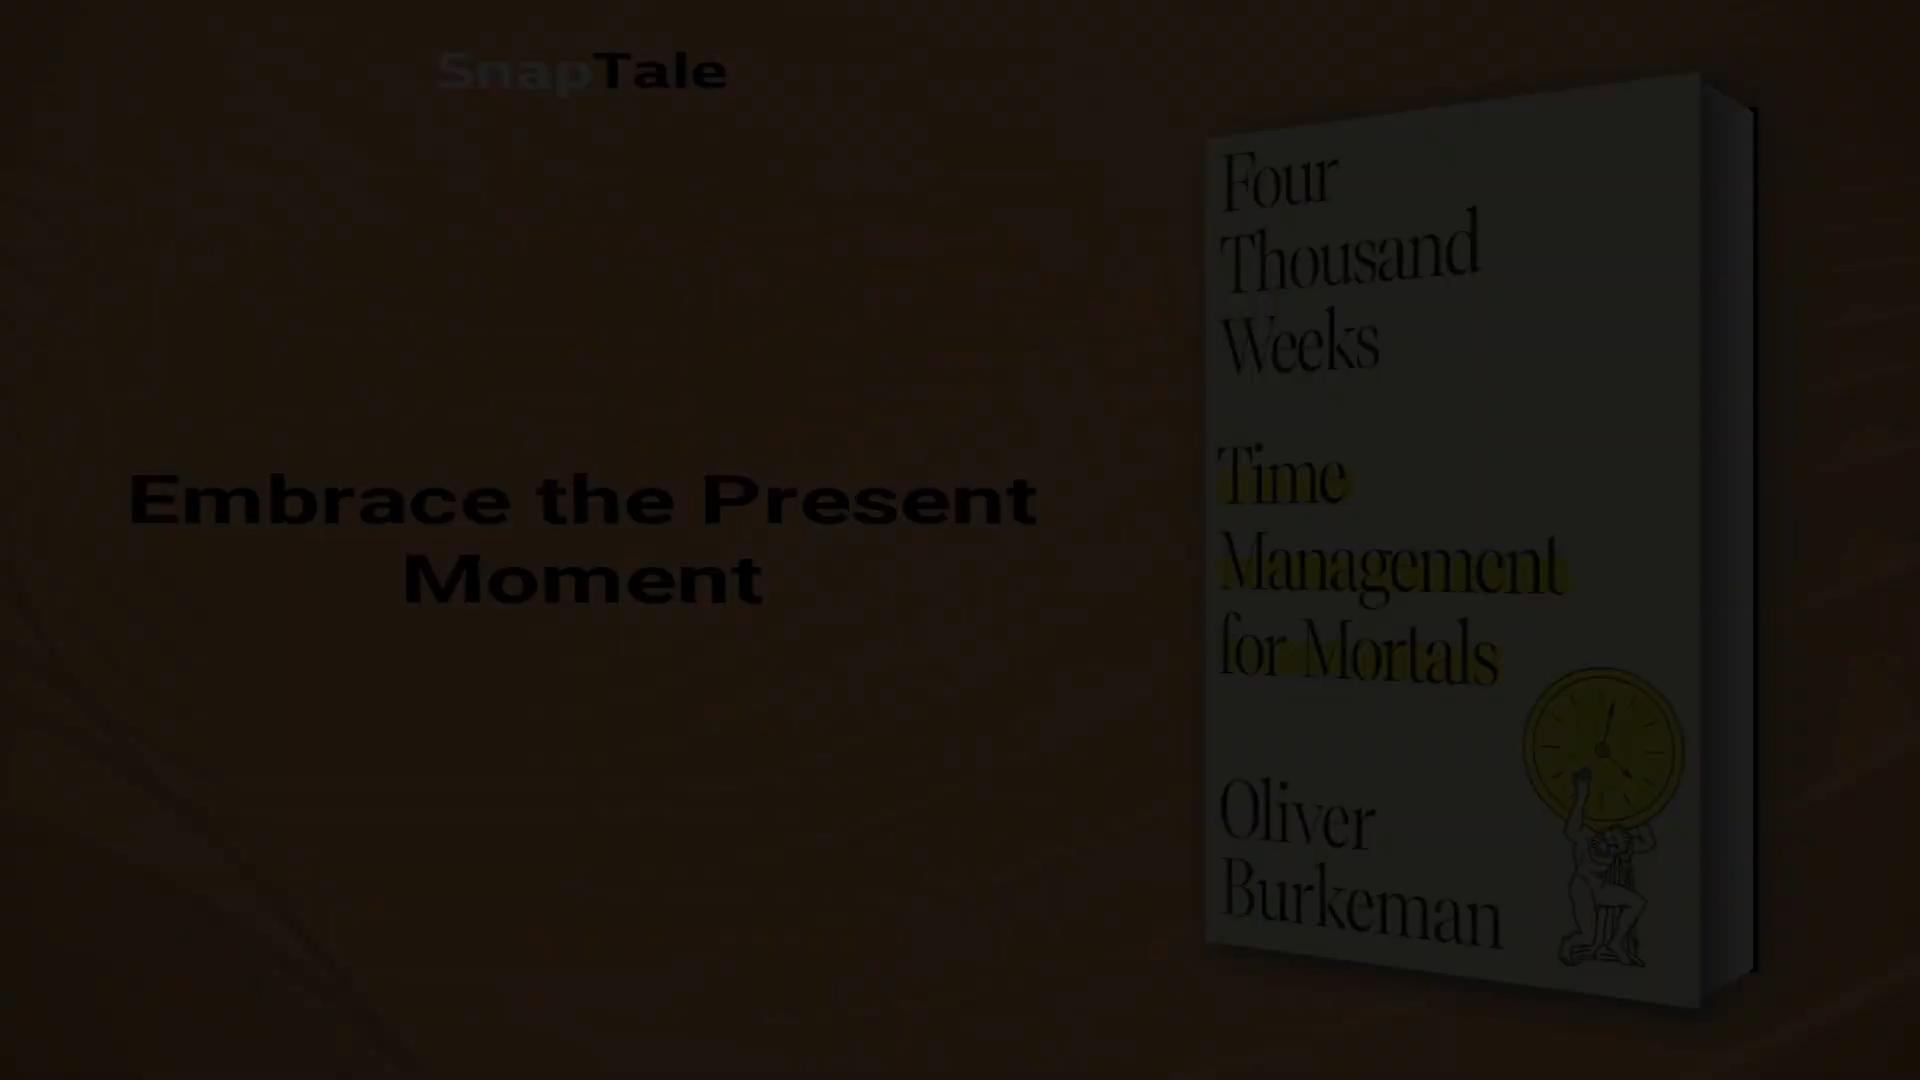 SnapTale
Embrace the Present
Moment
Four
Thousand
Weeks
Time
Management
for Mortals
Oliver
Burkeman